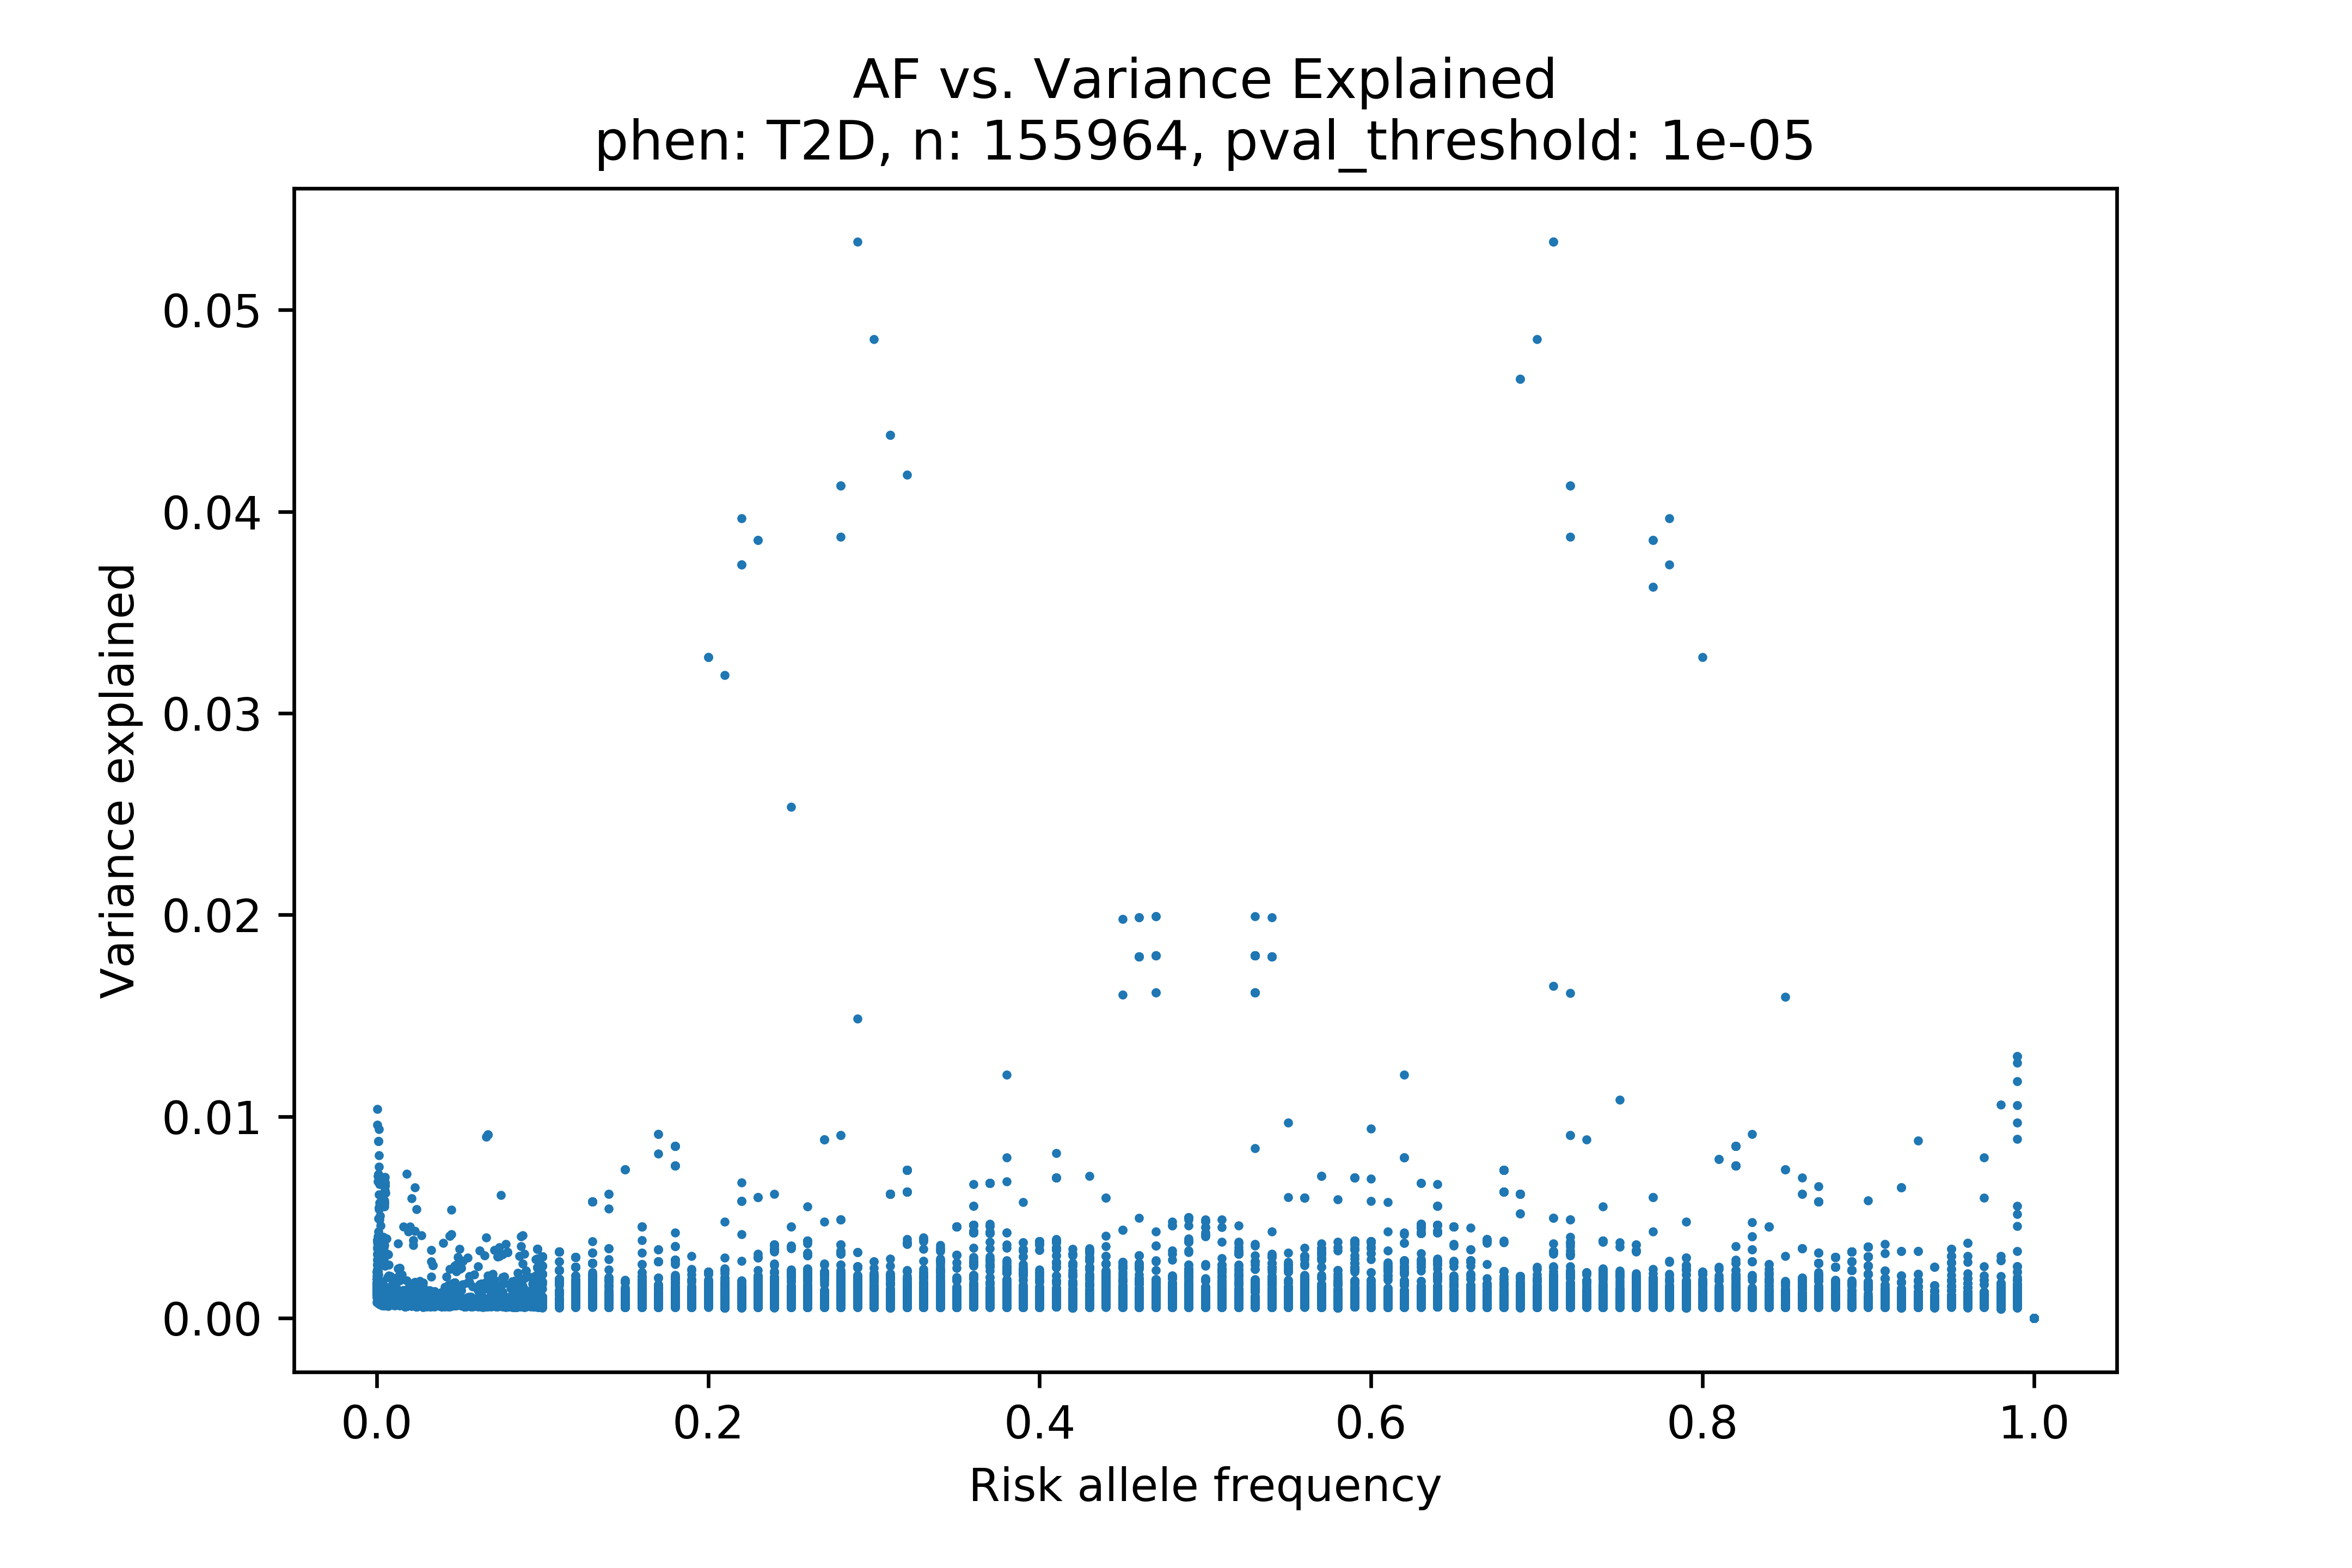 AF vs. Variance Explained
phen: T2D, n: 155964, pval_threshold: 1e-05
Variance explained
0.05
0.04
0.03
0.02
0.01
0.00
0.0 0.2 0.4 0.6 0.8 1.0
Risk allele frequency